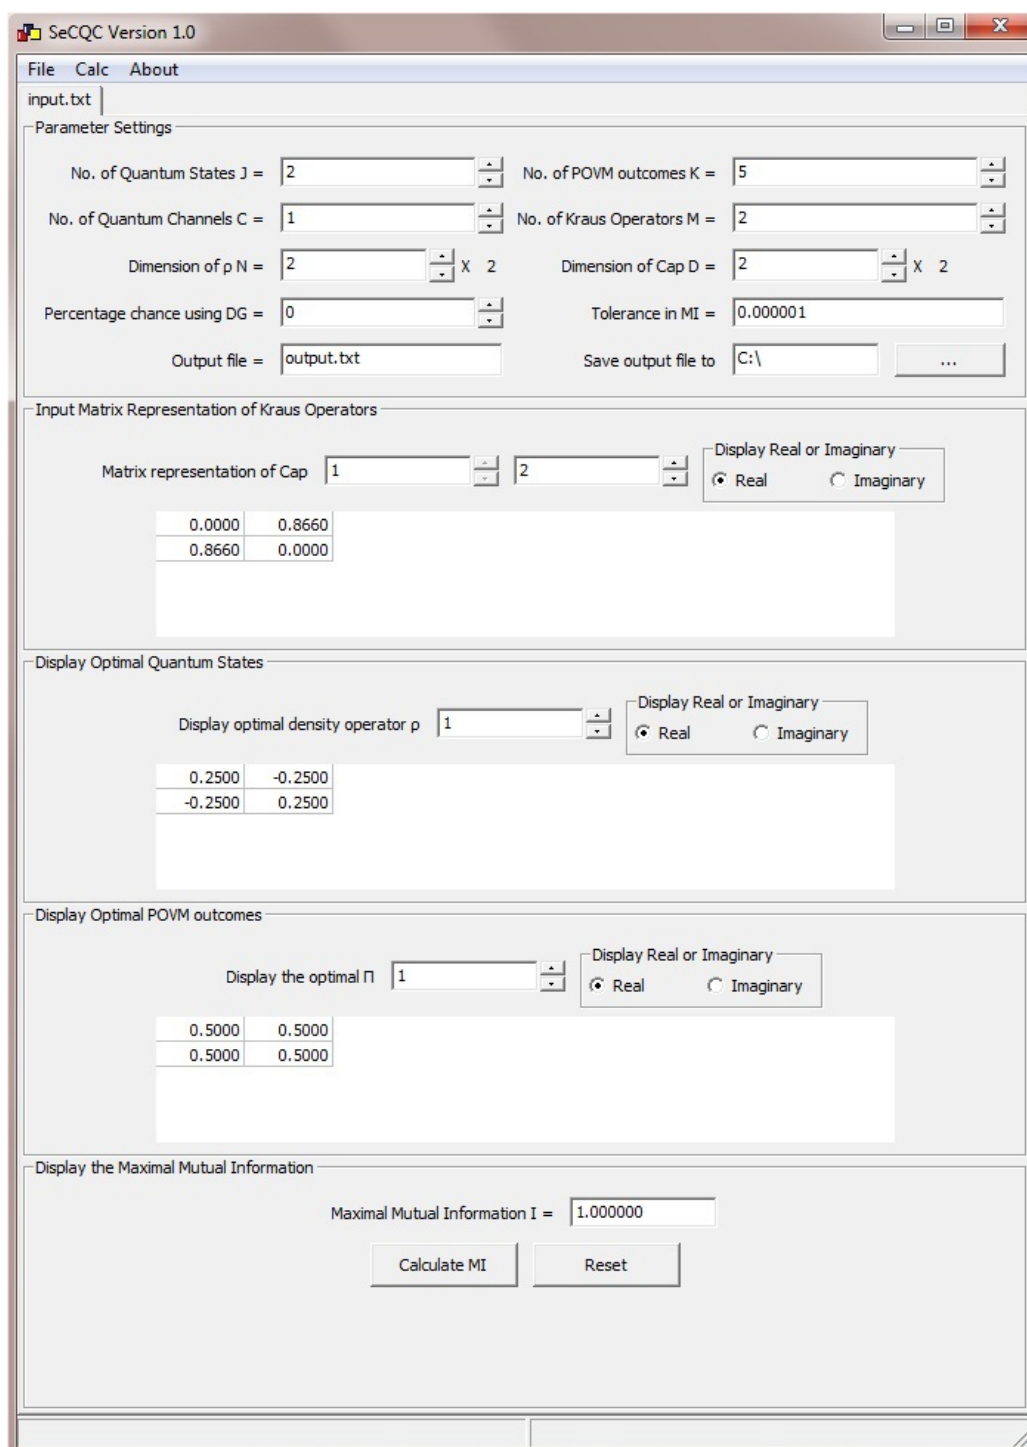 SeCQC Version 1.0
File Calc About
input.txt
Parameter Settings
No. of Quantum States J = 2 No. of POVM outcomes K = 5
No. of Quantum Channels C = 1 No. of Kraus Operators M = 2
Dimension of ρ N = 2 X 2 Dimension of Cap D = 2 X 2
Percentage chance using DG = 0 Tolerance in MI = 0.000001
Output file = output.txt Save output file to C:\ ...
Input Matrix Representation of Kraus Operators
Display Real or Imaginary
Matrix representation of Cap 1 2 Real Imaginary
0.0000 0.8660
0.8660 0.0000
Display Optimal Quantum States
Display Real or Imaginary
Display optimal density operator ρ 1 Real Imaginary
0.2500 -0.2500
-0.2500 0.2500
Display Optimal POVM outcomes
Display Real or Imaginary
Display the optimal Π 1 Real Imaginary
0.5000 0.5000
0.5000 0.5000
Display the Maximal Mutual Information
Maximal Mutual Information I = 1.000000
Calculate MI Reset